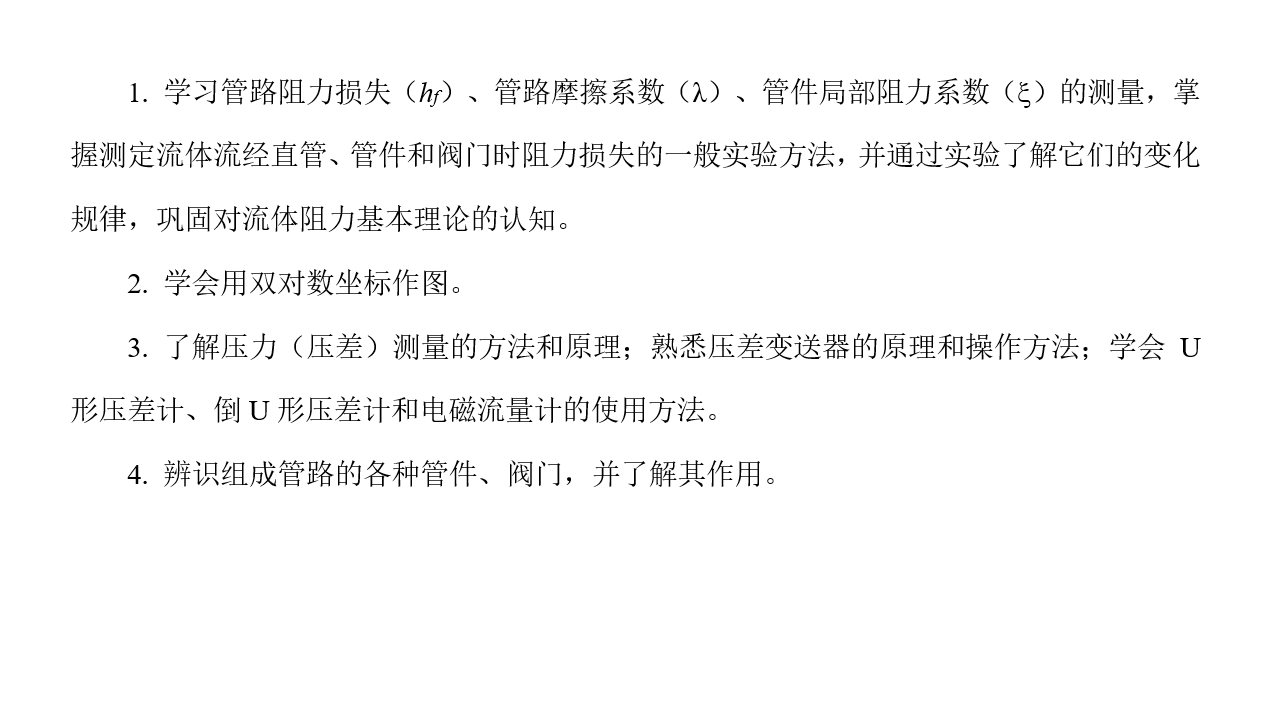 1. 学习管路阻力损失（hf）、管路摩擦系数（λ）、管件局部阻力系数（ξ）的测量，掌
握测定流体流经直管、管件和阀门时阻力损失的一般实验方法，并通过实验了解它们的变化
规律，巩固对流体阻力基本理论的认知。
2. 学会用双对数坐标作图。
3. 了解压力（压差）测量的方法和原理；熟悉压差变送器的原理和操作方法；学会 U
形压差计、倒 U 形压差计和电磁流量计的使用方法。
4. 辨识组成管路的各种管件、阀门，并了解其作用。